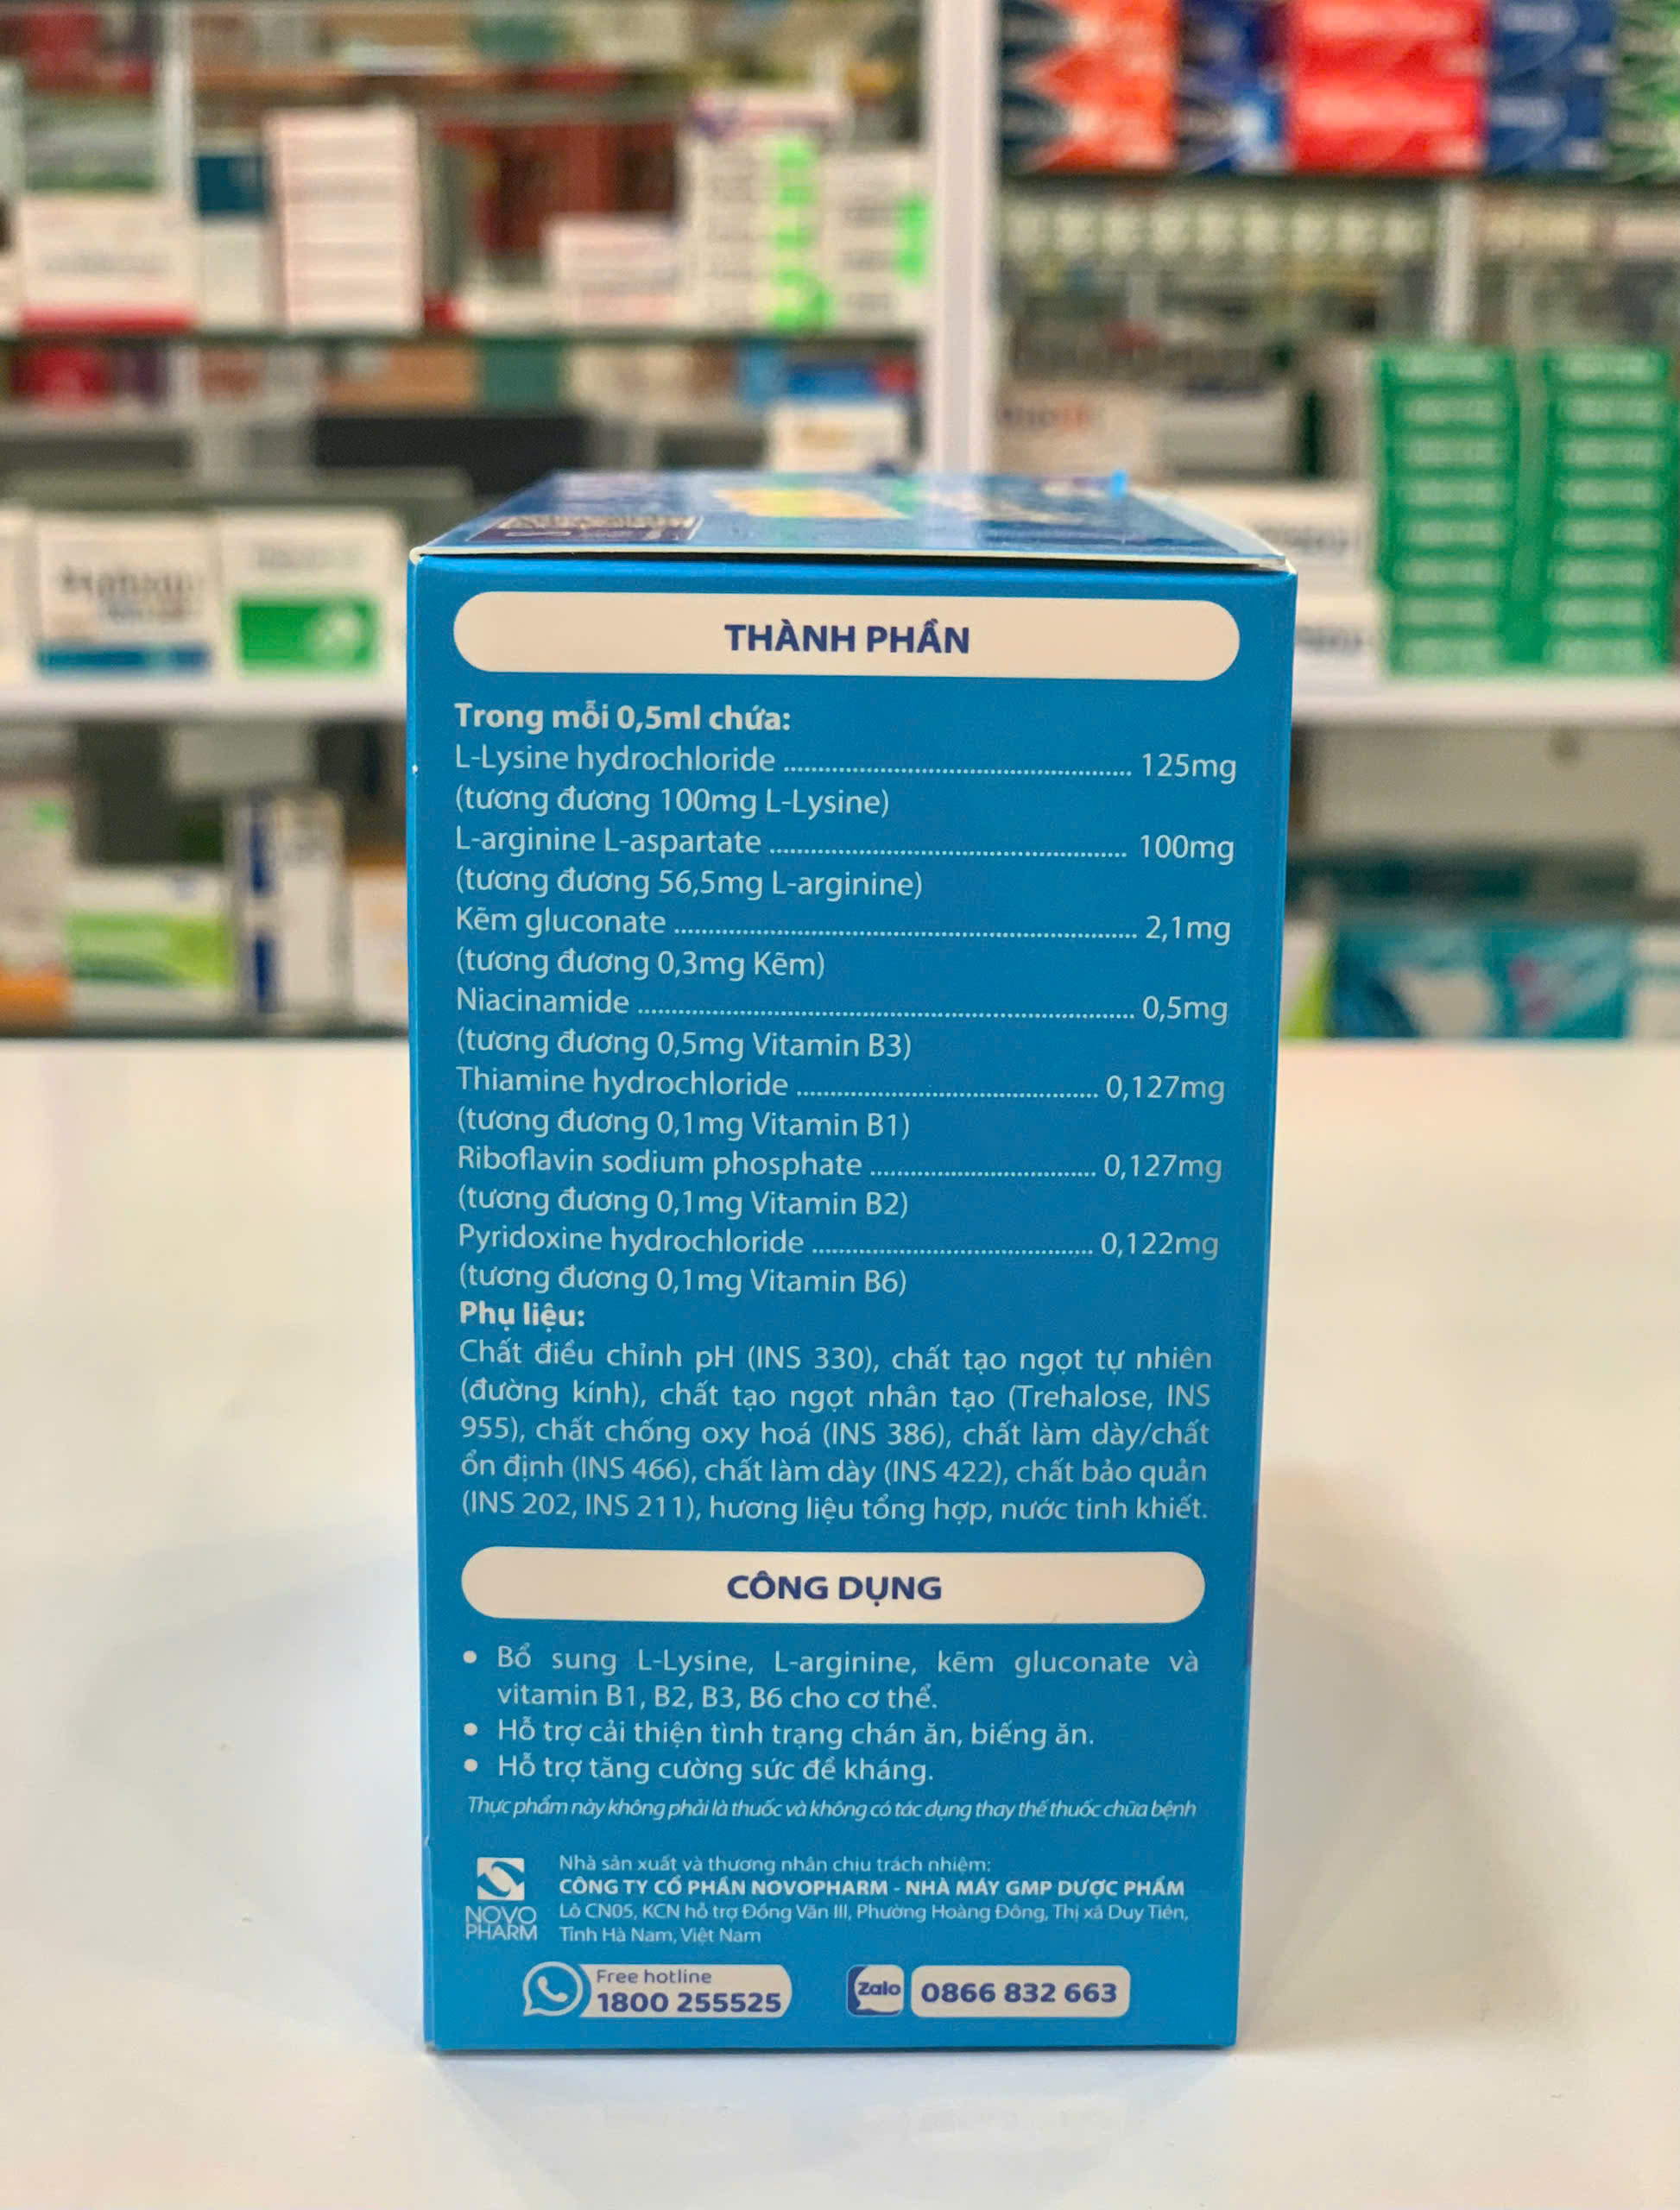 THÀNH PHẦN
Trong mỗi 0,5ml chứa:
L-Lysine hydrochloride ........ 125mg
(tương đương 100mg L-Lysine)
L-arginine L-aspartate ........ 100mg
(tương đương 56,5mg L-arginine)
Kẽm gluconate ........ 2,1mg
(tương đương 0,3mg Kẽm)
Niacinamide ........ 0,5mg
(tương đương 0,5mg Vitamin B3)
Thiamine hydrochloride ........ 0,127mg
(tương đương 0,1mg Vitamin B1)
Riboflavin sodium phosphate ........ 0,127mg
(tương đương 0,1mg Vitamin B2)
Pyridoxine hydrochloride ........ 0,122mg
(tương đương 0,1mg Vitamin B6)
Phụ liệu:
Chất điều chỉnh pH (INS 330), chất tạo ngọt tự nhiên
(đường kính), chất tạo ngọt nhân tạo (Trehalose, INS
955), chất chống oxy hoá (INS 386), chất làm dày/chất
ổn định (INS 466), chất làm dày (INS 422), chất bảo quản
(INS 202, INS 211), hương liệu tổng hợp, nước tinh khiết.
CÔNG DỤNG
• Bổ sung L-Lysine, L-arginine, kẽm gluconate và
vitamin B1, B2, B3, B6 cho cơ thể.
• Hỗ trợ cải thiện tình trạng chán ăn, biếng ăn.
• Hỗ trợ tăng cường sức đề kháng.
Thực phẩm này không phải là thuốc và không có tác dụng thay thế thuốc chữa bệnh
NOVO
PHARM
Nhà sản xuất và thương nhân chịu trách nhiệm:
CÔNG TY CỔ PHẦN NOVOPHARM - NHÀ MÁY GMP DƯỢC PHẨM
Lô CN05, KCN hỗ trợ Đồng Văn III, Phường Hoàng Đông, Thị xã Duy Tiên,
Tỉnh Hà Nam, Việt Nam
Free hotline
1800 255525
Zalo
0866 832 663